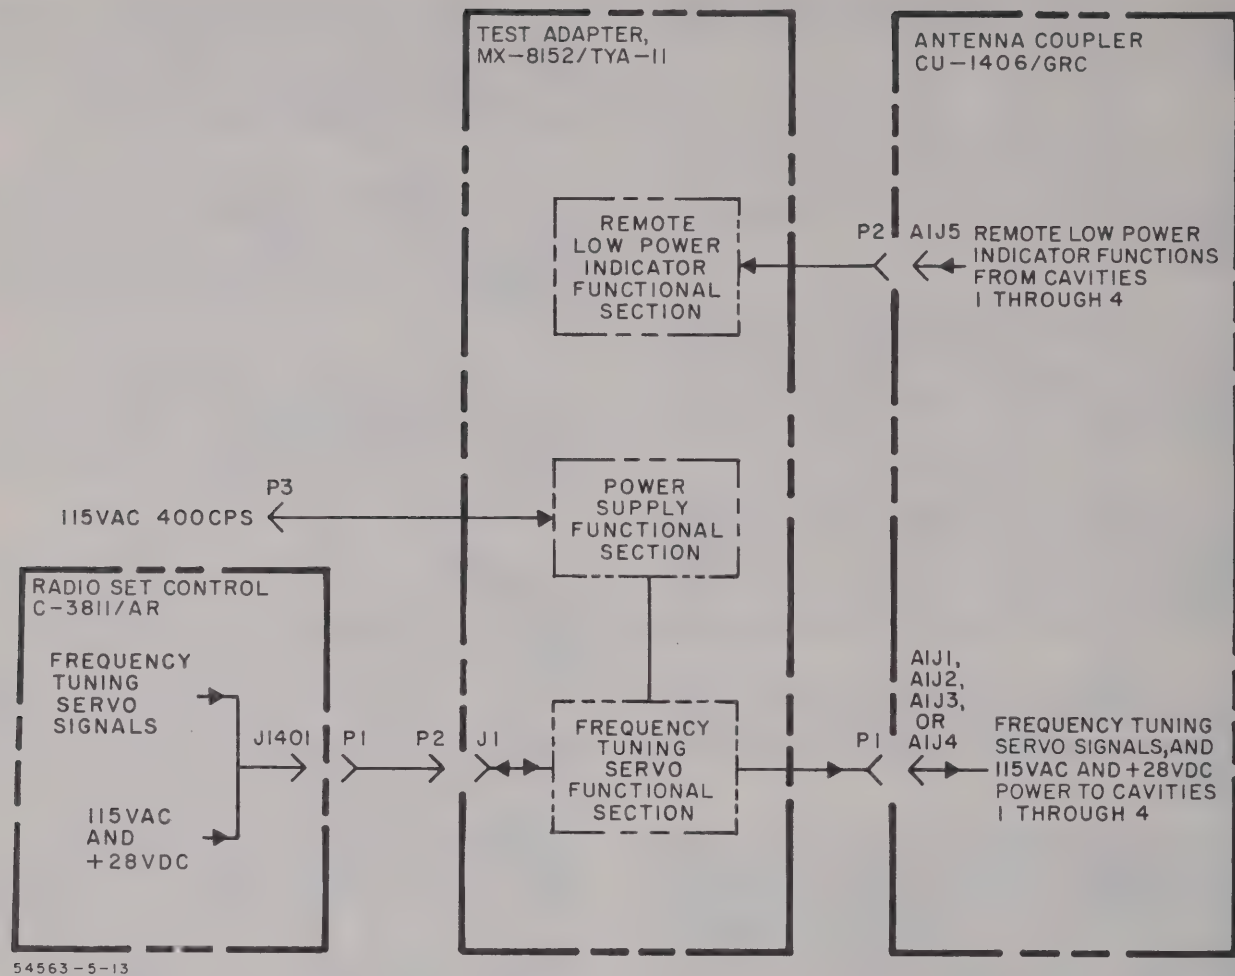 TEST ADAPTER,
MX-8152/TYA-11
ANTENNA COUPLER
CU-1406/GRC
REMOTE
LOW POWER
INDICATOR
FUNCTIONAL
SECTION
P2
A1J5
REMOTE LOW POWER
INDICATOR FUNCTIONS
FROM CAVITIES
1 THROUGH 4
P3
115VAC 400CPS
POWER
SUPPLY
FUNCTIONAL
SECTION
RADIO SET CONTROL
C-3811/AR
FREQUENCY
TUNING
SERVO
SIGNALS
115VAC
AND
+28VDC
J1401
P1
P2
J1
FREQUENCY
TUNING
SERVO
FUNCTIONAL
SECTION
P1
A1J1,
A1J2,
A1J3,
OR
A1J4
FREQUENCY TUNING
SERVO SIGNALS, AND
115VAC AND +28VDC
POWER TO CAVITIES
1 THROUGH 4
54563-5-13